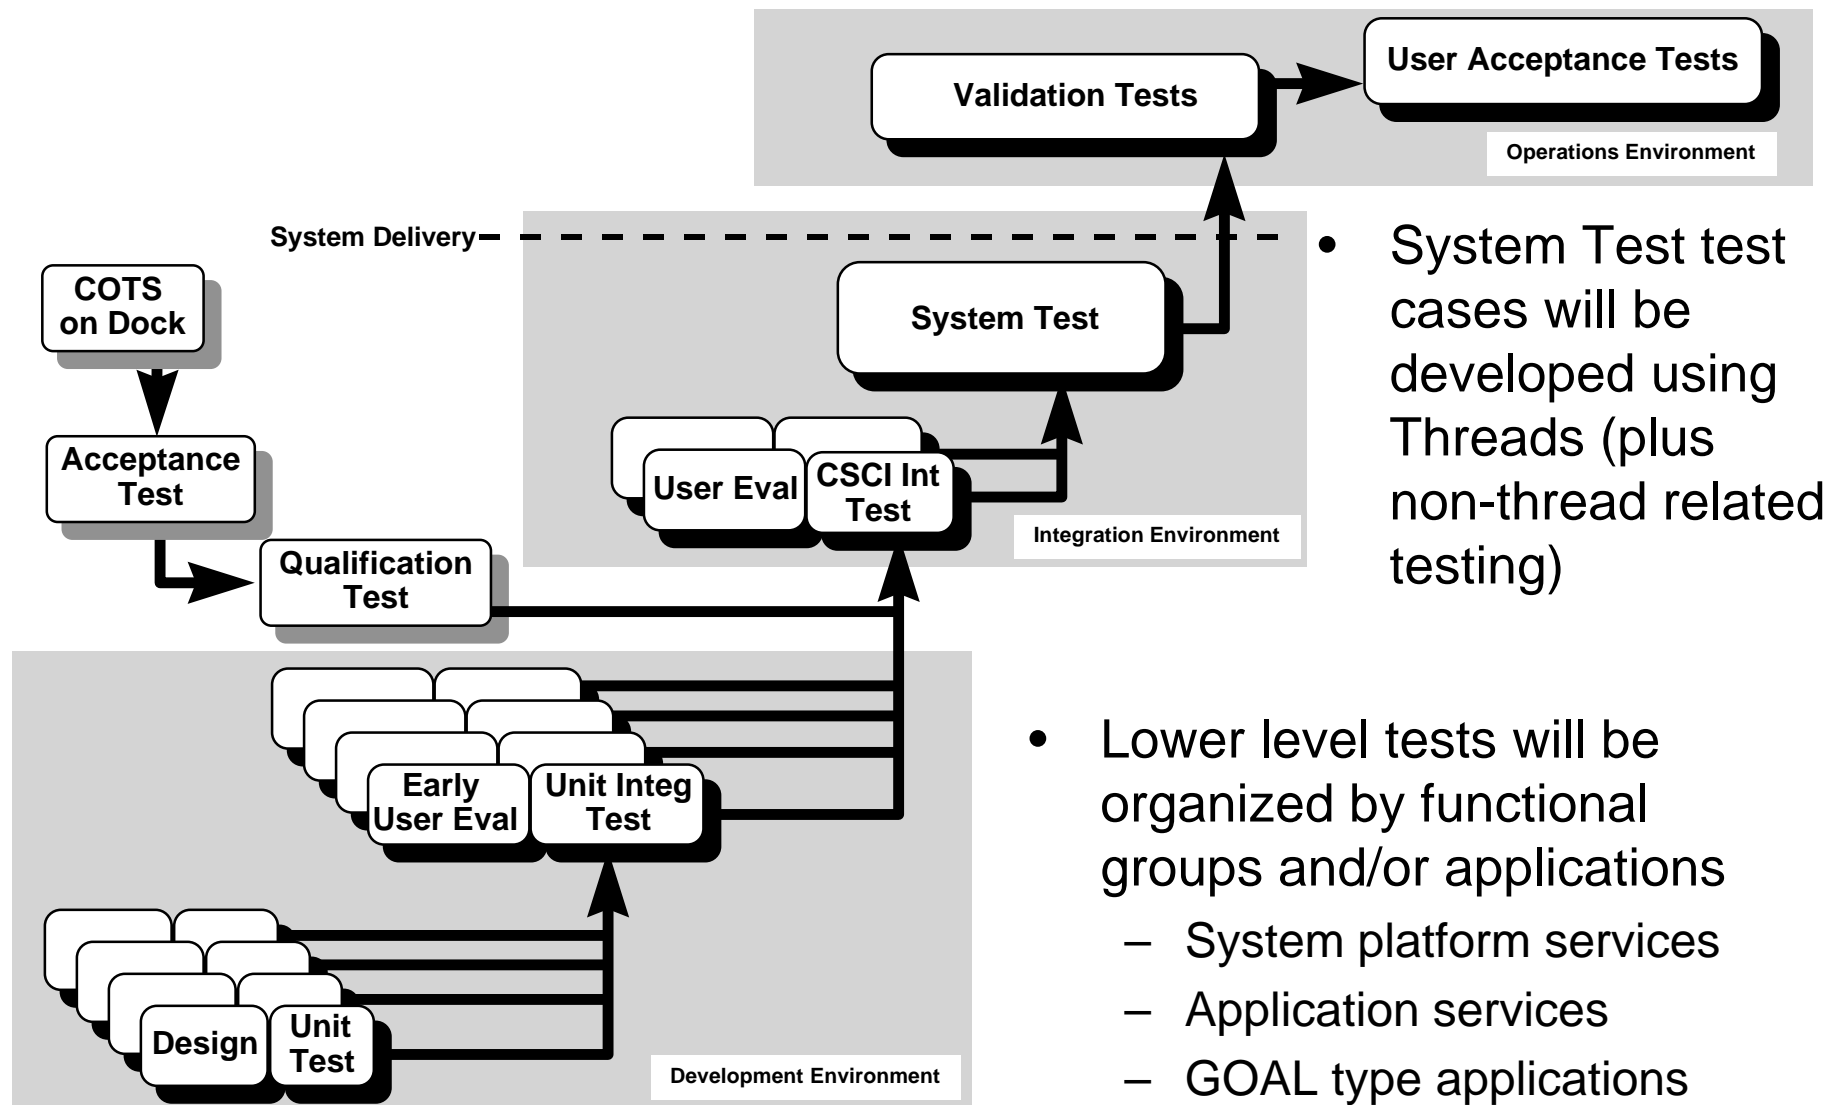 User Acceptance Tests
Validation Tests
Operations Environment
System Delivery
COTS
on Dock
System Test
Acceptance
Test
User Eval
CSCI Int
Test
Integration Environment
Qualification
Test
Early
User Eval
Unit Integ
Test
Design
Unit
Test
Development Environment
• System Test test
cases will be
developed using
Threads (plus
non-thread related
testing)
• Lower level tests will be
organized by functional
groups and/or applications
– System platform services
– Application services
– GOAL type applications